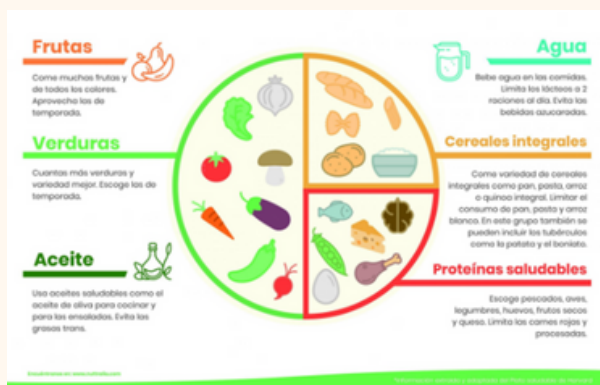 Frutas
Come muchas frutas y
de todos los colores.
Aprovecha las de
temporada.
Verduras
Cuantas más verduras y
variedad mejor. Escoge las de
temporada.
Aceite
Usa aceites saludables como el
aceite de oliva para cocinar y
para las ensaladas. Evita las
grasas trans.
Agua
Bebe agua en las comidas.
Limita los lácteos a 2
raciones al día. Evita las
bebidas azucaradas.
Cereales integrales
Come variedad de cereales
integrales como pan, pasta, arroz
o quinoa integral. Limitar el
consumo de pan, pasta y arroz
blanco. En este grupo también se
pueden incluir los tubérculos
como la patata y el boniato.
Proteínas saludables
Escoge pescados, aves,
legumbres, huevos, frutos secos
y queso. Limita las carnes rojas y
procesadas.